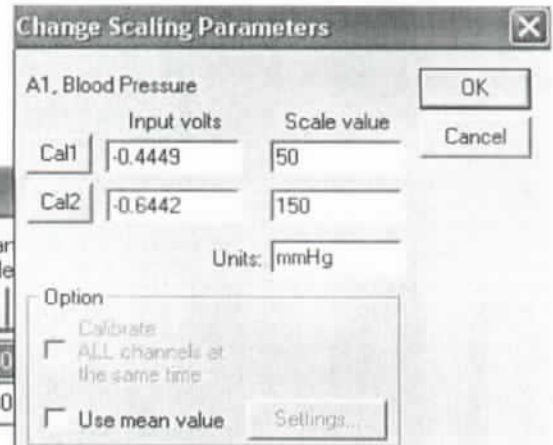 Change Scaling Parameters
A1, Blood Pressure
OK
Input volts Scale value
Cancel
Cal1 -0.4449 50
Cal2 -0.6442 150
Units: mmHg
Option
Calibrate
ALL channels at
the same time
Use mean value Settings...